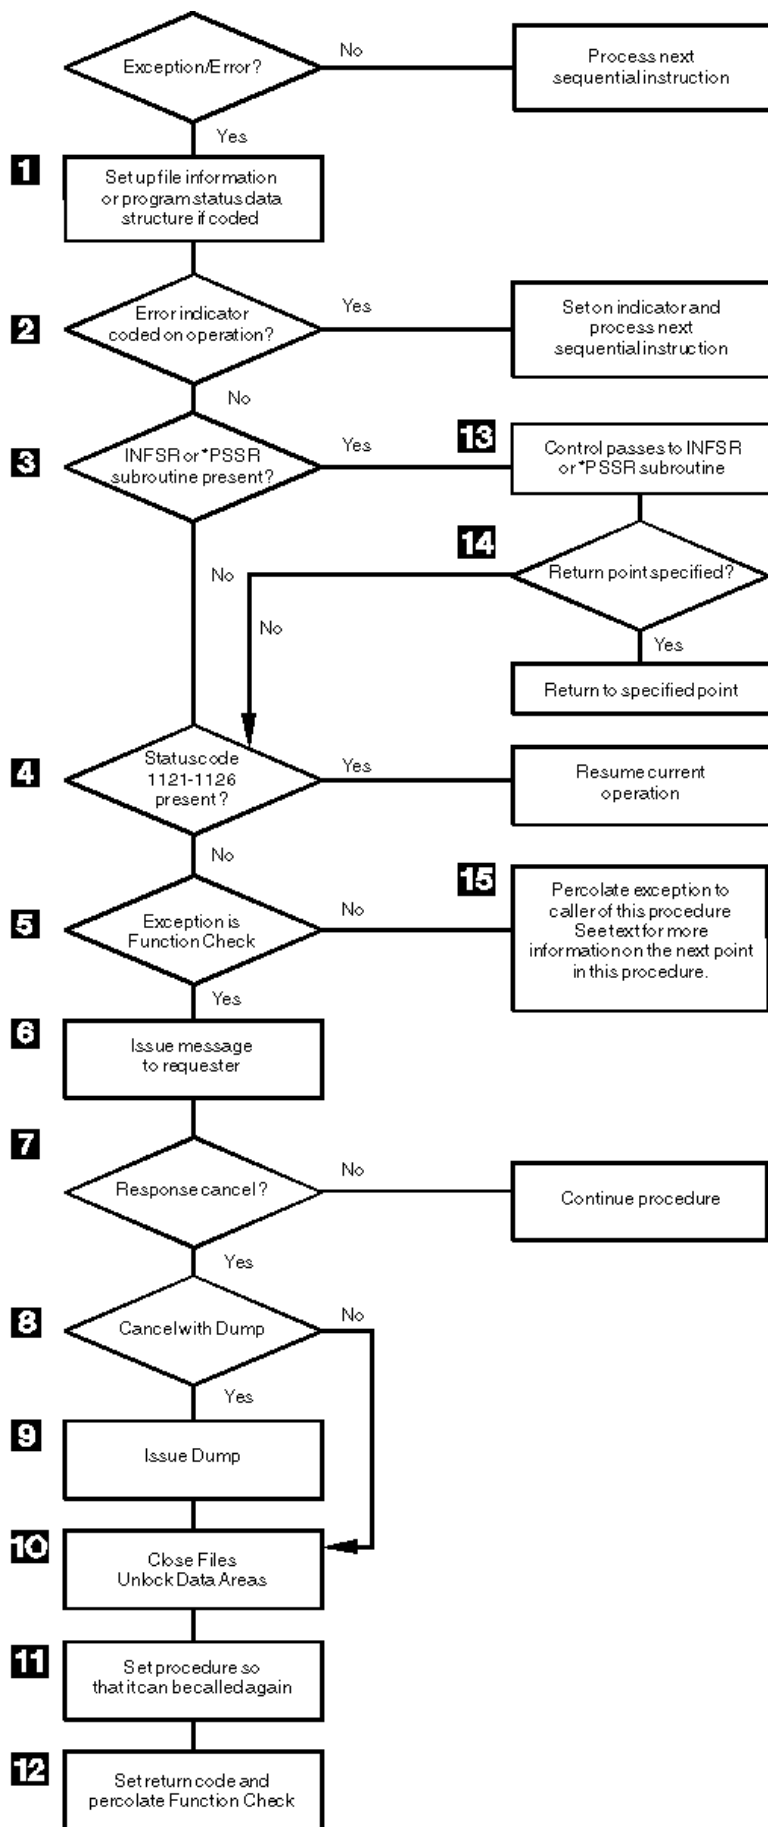 Exception/Error?
No
Process next
sequential instruction
Yes
1
Set up file information
or program status data
structure if coded
2
Error indicator
coded on operation?
Yes
Set on indicator and
process next
sequential instruction
No
3
INFSR or *PSSR
subroutine present?
Yes
13
Control passes to INFSR
or *PSSR subroutine
14
Return point specified?
No
No
Yes
Return to specified point
4
Status code
1121-1126
present?
Yes
Resume current
operation
No
5
Exception is
Function Check
No
15
Percolate exception to
caller of this procedure
See text for more
information on the next point
in this procedure.
Yes
6
Issue message
to requester
7
Response cancel?
No
Continue procedure
Yes
8
Cancel with Dump
No
Yes
9
Issue Dump
10
Close Files
Unlock Data Areas
11
Set procedure so
that it can be called again
12
Set return code and
percolate Function Check